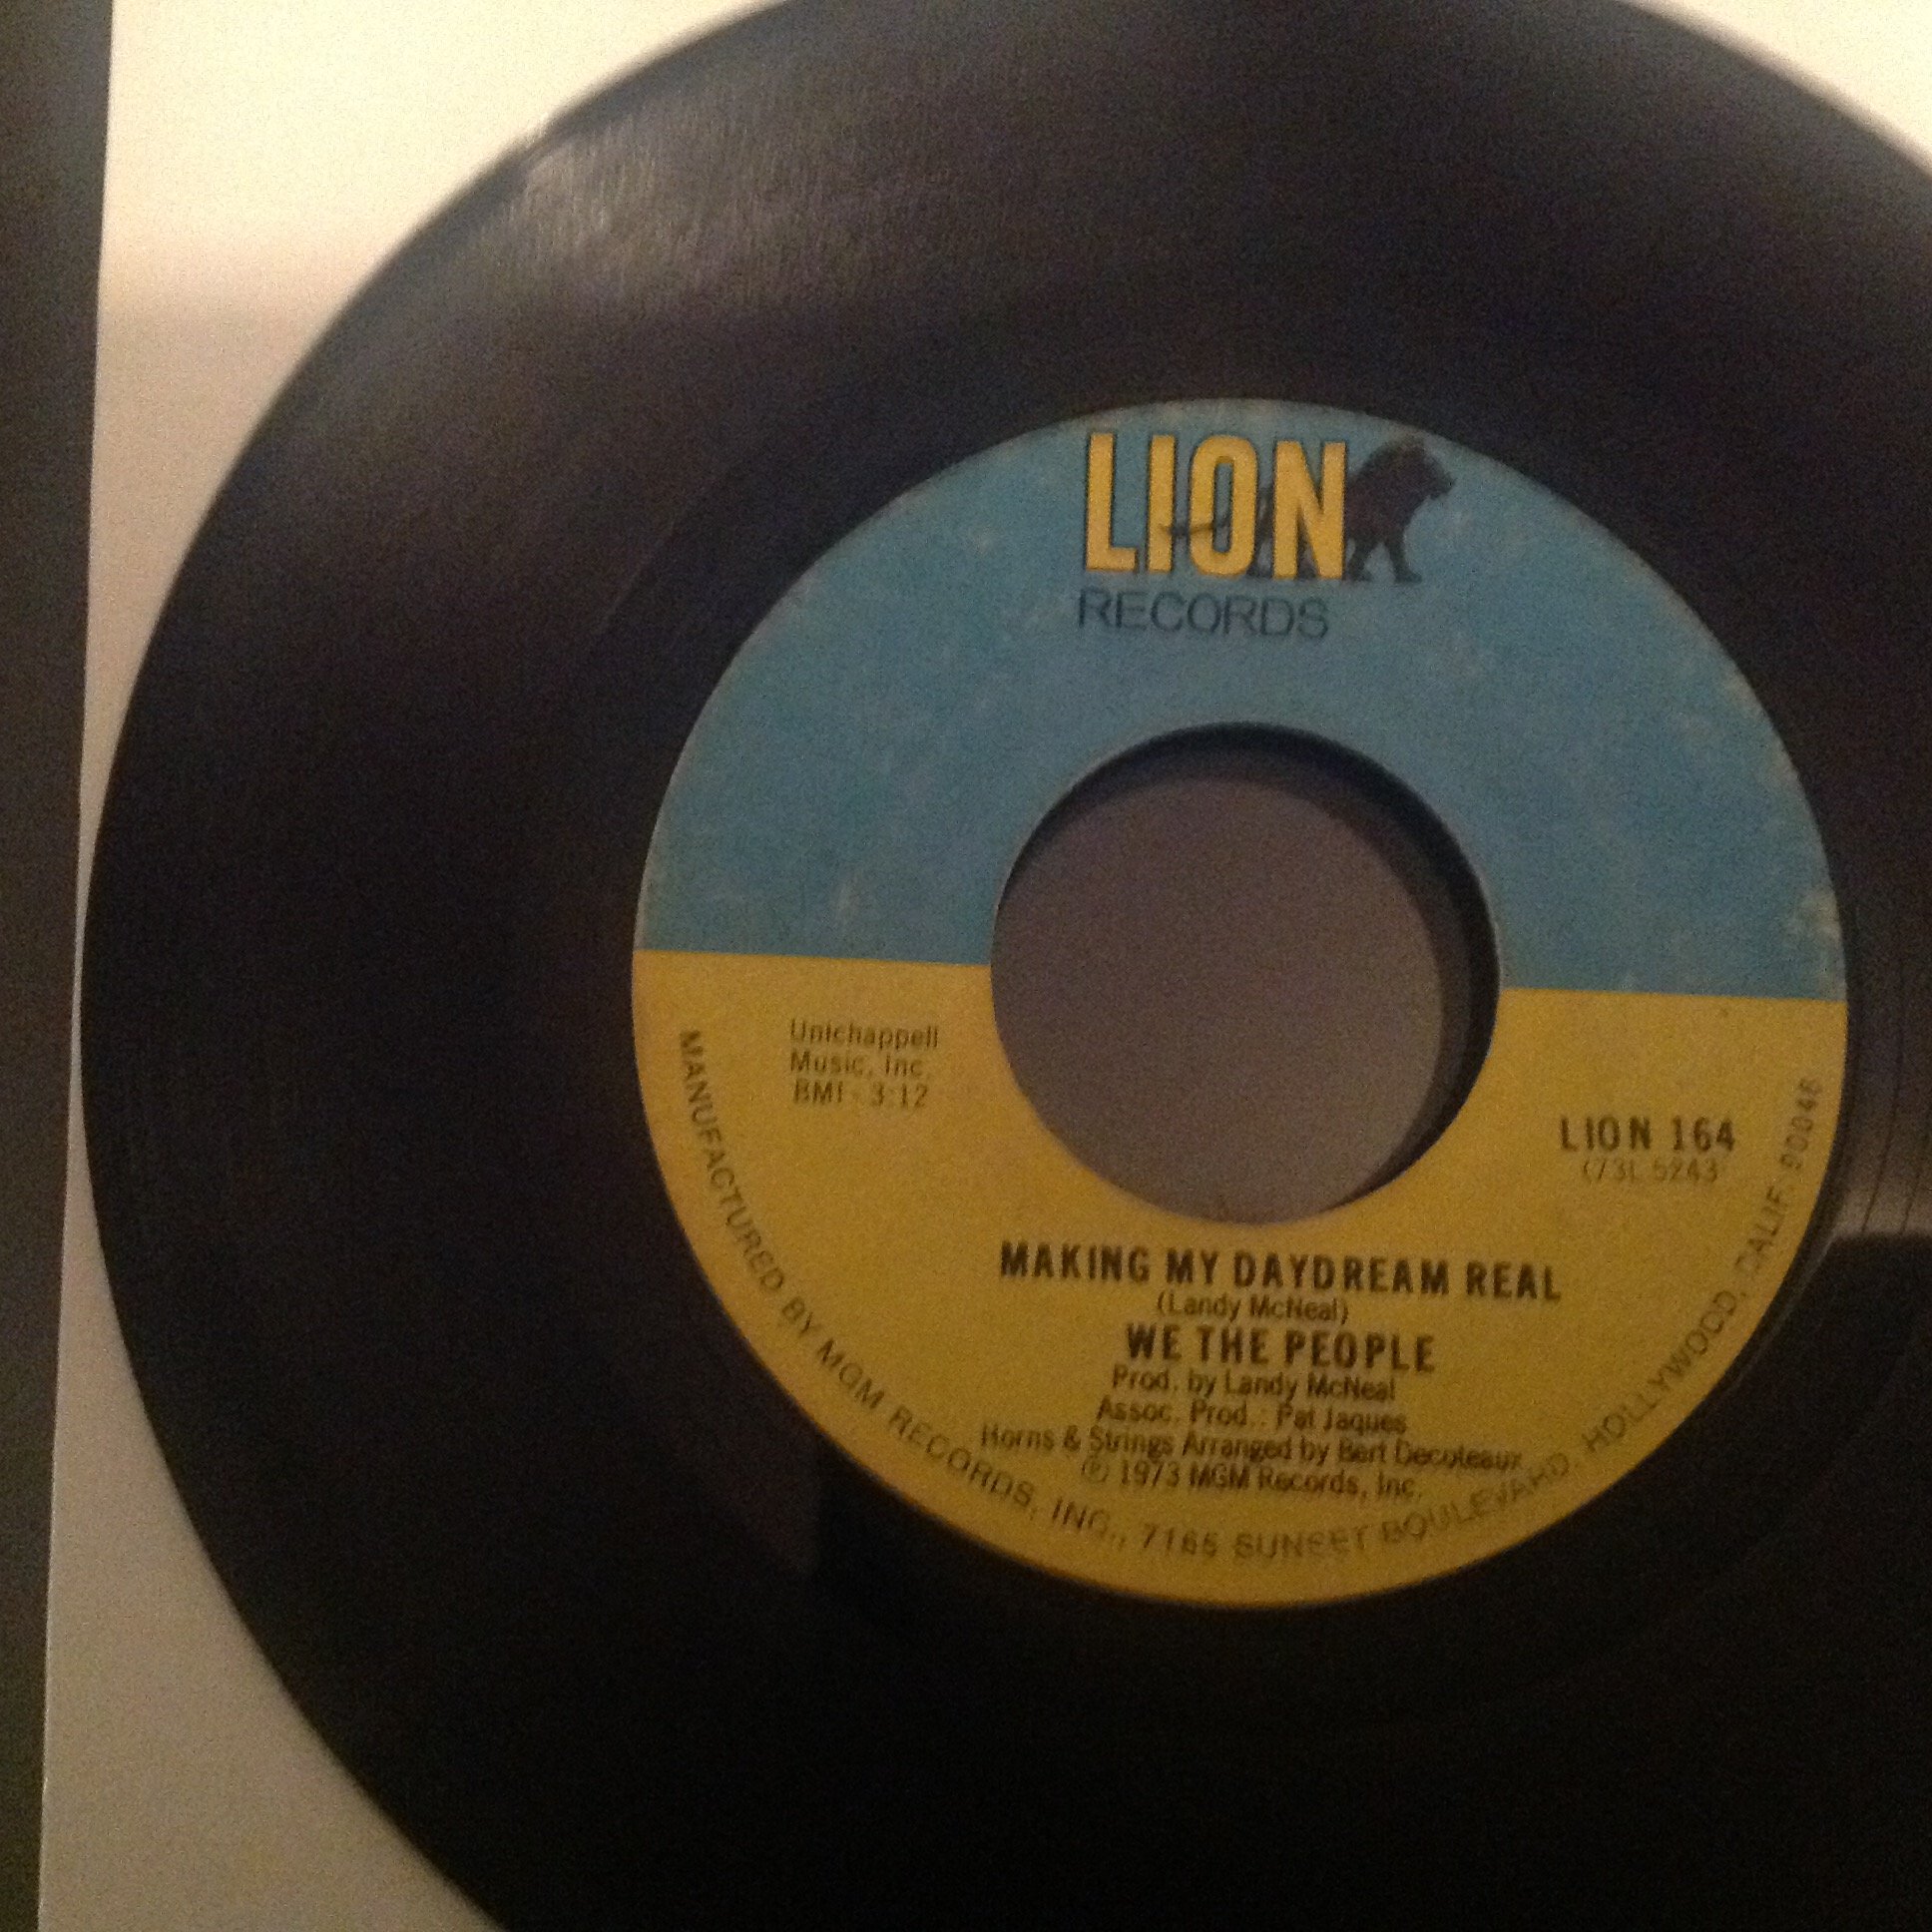 LION
RECORDS
Unichappell
Music, Inc.
BMI - 3:12
LION 164
(73L 5243
MAKING MY DAYDREAM REAL
(Landy McNeal)
WE THE PEOPLE
Prod. by Landy McNeal
Assoc. Prod.: Pat Jaques
Horns & Strings Arranged by Bert Decoteaux
℗ 1973 MGM Records, Inc.
MANUFACTURED BY MGM RECORDS, INC., 7165 SUNSET BOULEVARD, HOLLYWOOD, CALIF. 90046